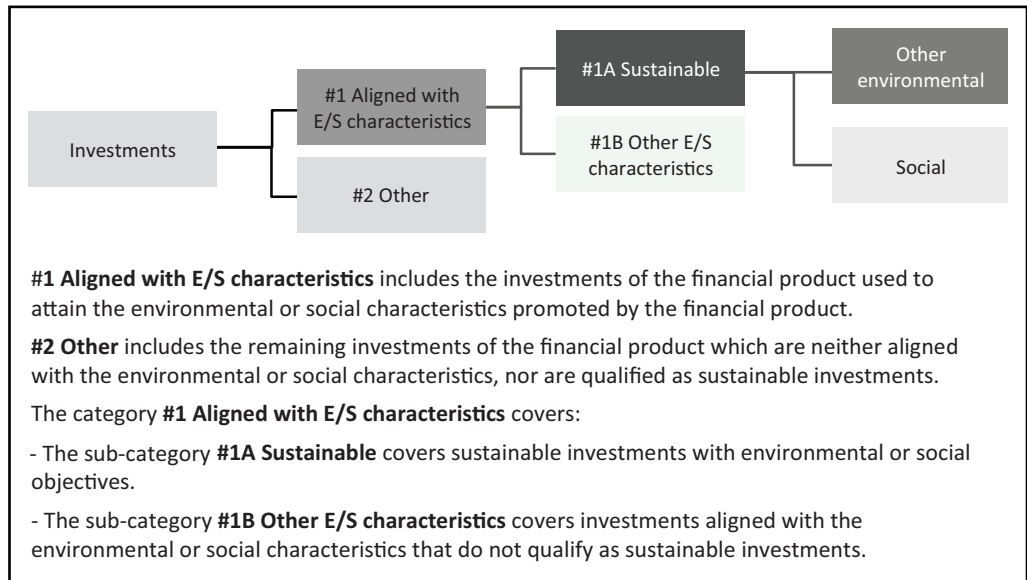 Investments
#1 Aligned with
E/S characteristics
#2 Other
#1A Sustainable
#1B Other E/S
characteristics
Other
environmental
Social
#1 Aligned with E/S characteristics includes the investments of the financial product used to
attain the environmental or social characteristics promoted by the financial product.
#2 Other includes the remaining investments of the financial product which are neither aligned
with the environmental or social characteristics, nor are qualified as sustainable investments.
The category #1 Aligned with E/S characteristics covers:
- The sub-category #1A Sustainable covers sustainable investments with environmental or social
objectives.
- The sub-category #1B Other E/S characteristics covers investments aligned with the
environmental or social characteristics that do not qualify as sustainable investments.